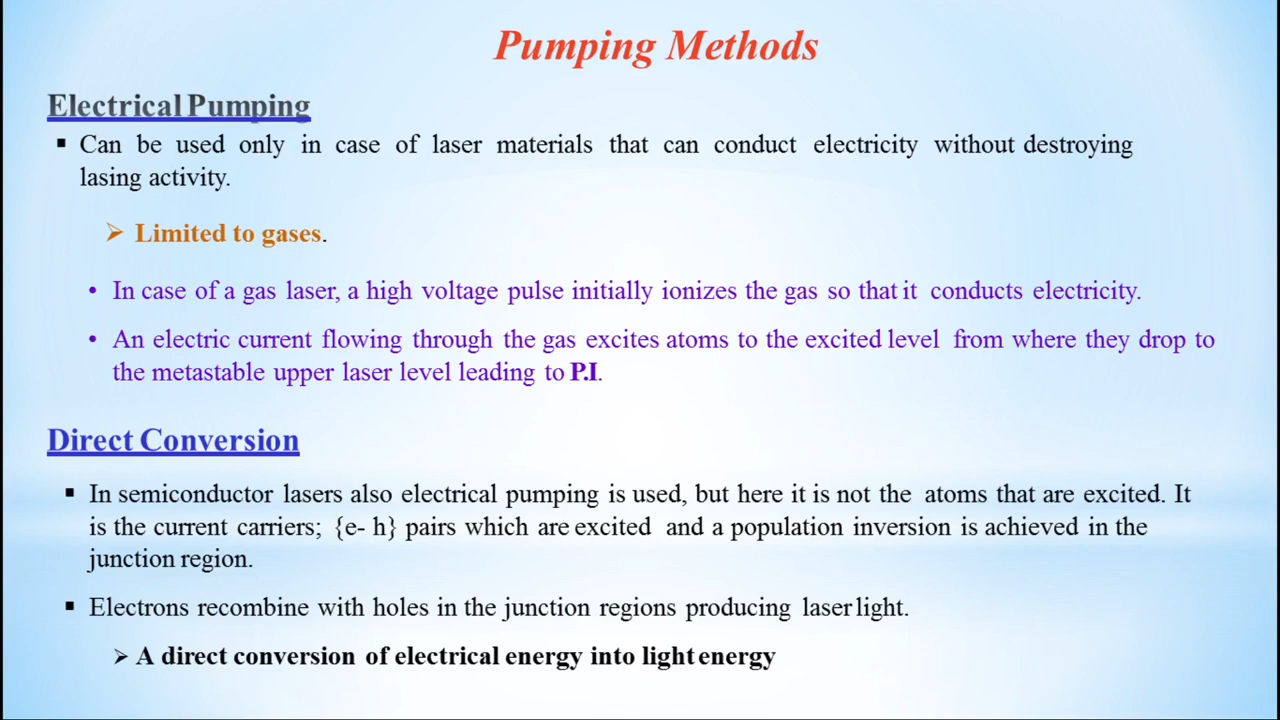 Pumping Methods
Electrical Pumping
▪ Can be used only in case of laser materials that can conduct electricity without destroying
lasing activity.
➢ Limited to gases.
• In case of a gas laser, a high voltage pulse initially ionizes the gas so that it conducts electricity.
• An electric current flowing through the gas excites atoms to the excited level from where they drop to
the metastable upper laser level leading to P.I.
Direct Conversion
▪ In semiconductor lasers also electrical pumping is used, but here it is not the atoms that are excited. It
is the current carriers; {e- h} pairs which are excited and a population inversion is achieved in the
junction region.
▪ Electrons recombine with holes in the junction regions producing laser light.
➢ A direct conversion of electrical energy into light energy